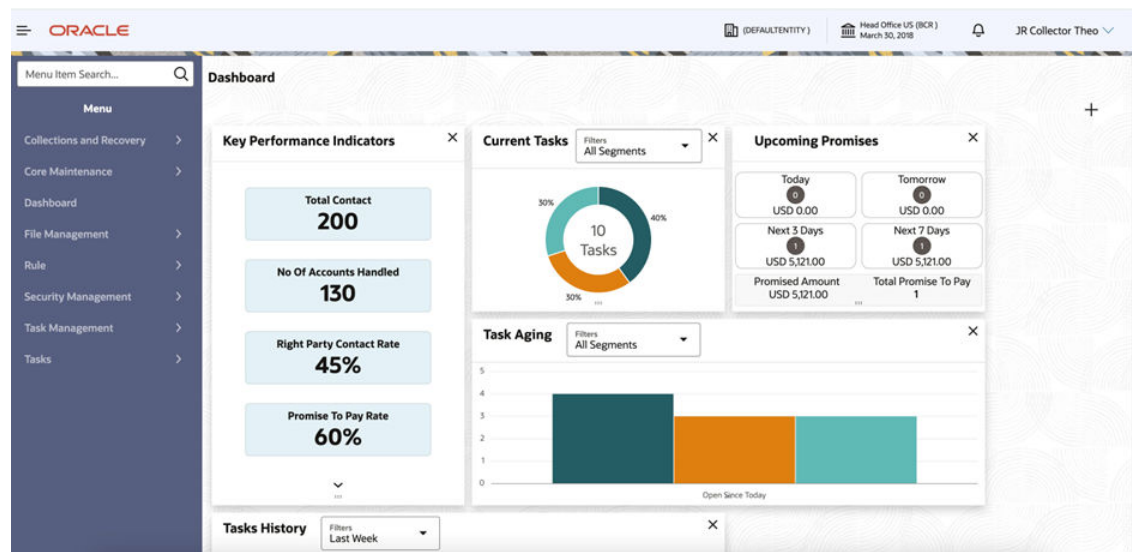 ORACLE
(DEFAULTENTITY)
Head Office US (BCR )
March 30, 2018
JR Collector Theo
Menu Item Search...
Menu
Collections and Recovery
Core Maintenance
Dashboard
File Management
Rule
Security Management
Task Management
Tasks
Dashboard
Key Performance Indicators
Total Contact
200
No Of Accounts Handled
130
Right Party Contact Rate
45%
Promise To Pay Rate
60%
Current Tasks
Filters
All Segments
30%
40%
10
Tasks
30%
Upcoming Promises
Today
0
USD 0.00
Tomorrow
0
USD 0.00
Next 3 Days
1
USD 5,121.00
Next 7 Days
1
USD 5,121.00
Promised Amount
USD 5,121.00
Total Promise To Pay
1
Task Aging
Filters
All Segments
5
4
3
2
1
0
Open Since Today
Tasks History
Filters
Last Week